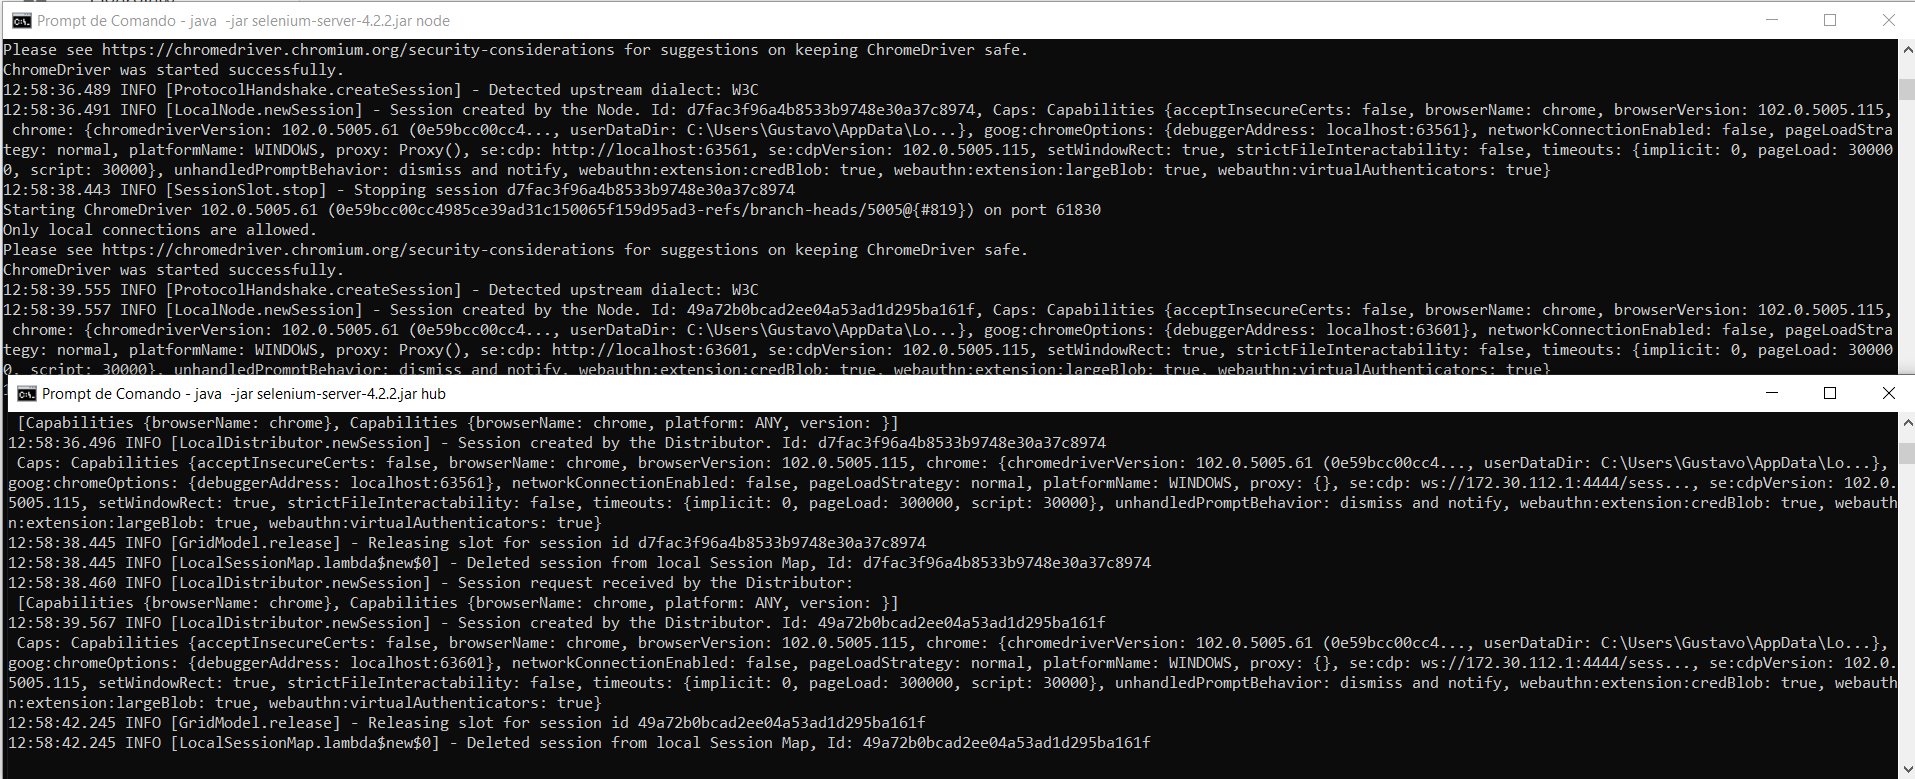 Prompt de Comando - java  -jar selenium-server-4.2.2.jar node
Please see https://chromedriver.chromium.org/security-considerations for suggestions on keeping ChromeDriver safe.
ChromeDriver was started successfully.
12:58:36.489 INFO [ProtocolHandshake.createSession] - Detected upstream dialect: W3C
12:58:36.491 INFO [LocalNode.newSession] - Session created by the Node. Id: d7fac3f96a4b8533b9748e30a37c8974, Caps: Capabilities {acceptInsecureCerts: false, browserName: chrome, browserVersion: 102.0.5005.115,
 chrome: {chromedriverVersion: 102.0.5005.61 (0e59bcc00cc4..., userDataDir: C:\Users\Gustavo\AppData\Lo...}, goog:chromeOptions: {debuggerAddress: localhost:63561}, networkConnectionEnabled: false, pageLoadStra
tegy: normal, platformName: WINDOWS, proxy: Proxy(), se:cdp: http://localhost:63561, se:cdpVersion: 102.0.5005.115, setWindowRect: true, strictFileInteractability: false, timeouts: {implicit: 0, pageLoad: 30000
0, script: 30000}, unhandledPromptBehavior: dismiss and notify, webauthn:extension:credBlob: true, webauthn:extension:largeBlob: true, webauthn:virtualAuthenticators: true}
12:58:38.443 INFO [SessionSlot.stop] - Stopping session d7fac3f96a4b8533b9748e30a37c8974
Starting ChromeDriver 102.0.5005.61 (0e59bcc00cc4985ce39ad31c150065f159d95ad3-refs/branch-heads/5005@{#819}) on port 61830
Only local connections are allowed.
Please see https://chromedriver.chromium.org/security-considerations for suggestions on keeping ChromeDriver safe.
ChromeDriver was started successfully.
12:58:39.555 INFO [ProtocolHandshake.createSession] - Detected upstream dialect: W3C
12:58:39.557 INFO [LocalNode.newSession] - Session created by the Node. Id: 49a72b0bcad2ee04a53ad1d295ba161f, Caps: Capabilities {acceptInsecureCerts: false, browserName: chrome, browserVersion: 102.0.5005.115,
 chrome: {chromedriverVersion: 102.0.5005.61 (0e59bcc00cc4..., userDataDir: C:\Users\Gustavo\AppData\Lo...}, goog:chromeOptions: {debuggerAddress: localhost:63601}, networkConnectionEnabled: false, pageLoadStra
tegy: normal, platformName: WINDOWS, proxy: Proxy(), se:cdp: http://localhost:63601, se:cdpVersion: 102.0.5005.115, setWindowRect: true, strictFileInteractability: false, timeouts: {implicit: 0, pageLoad: 30000
0, script: 30000}, unhandledPromptBehavior: dismiss and notify, webauthn:extension:credBlob: true, webauthn:extension:largeBlob: true, webauthn:virtualAuthenticators: true}
Prompt de Comando - java  -jar selenium-server-4.2.2.jar hub
 [Capabilities {browserName: chrome}, Capabilities {browserName: chrome, platform: ANY, version: }]
12:58:36.496 INFO [LocalDistributor.newSession] - Session created by the Distributor. Id: d7fac3f96a4b8533b9748e30a37c8974
 Caps: Capabilities {acceptInsecureCerts: false, browserName: chrome, browserVersion: 102.0.5005.115, chrome: {chromedriverVersion: 102.0.5005.61 (0e59bcc00cc4..., userDataDir: C:\Users\Gustavo\AppData\Lo...},
goog:chromeOptions: {debuggerAddress: localhost:63561}, networkConnectionEnabled: false, pageLoadStrategy: normal, platformName: WINDOWS, proxy: {}, se:cdp: ws://172.30.112.1:4444/sess..., se:cdpVersion: 102.0.
5005.115, setWindowRect: true, strictFileInteractability: false, timeouts: {implicit: 0, pageLoad: 300000, script: 30000}, unhandledPromptBehavior: dismiss and notify, webauthn:extension:credBlob: true, webauth
n:extension:largeBlob: true, webauthn:virtualAuthenticators: true}
12:58:38.445 INFO [GridModel.release] - Releasing slot for session id d7fac3f96a4b8533b9748e30a37c8974
12:58:38.445 INFO [LocalSessionMap.lambda$new$0] - Deleted session from local Session Map, Id: d7fac3f96a4b8533b9748e30a37c8974
12:58:38.460 INFO [LocalDistributor.newSession] - Session request received by the Distributor:
 [Capabilities {browserName: chrome}, Capabilities {browserName: chrome, platform: ANY, version: }]
12:58:39.567 INFO [LocalDistributor.newSession] - Session created by the Distributor. Id: 49a72b0bcad2ee04a53ad1d295ba161f
 Caps: Capabilities {acceptInsecureCerts: false, browserName: chrome, browserVersion: 102.0.5005.115, chrome: {chromedriverVersion: 102.0.5005.61 (0e59bcc00cc4..., userDataDir: C:\Users\Gustavo\AppData\Lo...},
goog:chromeOptions: {debuggerAddress: localhost:63601}, networkConnectionEnabled: false, pageLoadStrategy: normal, platformName: WINDOWS, proxy: {}, se:cdp: ws://172.30.112.1:4444/sess..., se:cdpVersion: 102.0.
5005.115, setWindowRect: true, strictFileInteractability: false, timeouts: {implicit: 0, pageLoad: 300000, script: 30000}, unhandledPromptBehavior: dismiss and notify, webauthn:extension:credBlob: true, webauth
n:extension:largeBlob: true, webauthn:virtualAuthenticators: true}
12:58:42.245 INFO [GridModel.release] - Releasing slot for session id 49a72b0bcad2ee04a53ad1d295ba161f
12:58:42.245 INFO [LocalSessionMap.lambda$new$0] - Deleted session from local Session Map, Id: 49a72b0bcad2ee04a53ad1d295ba161f